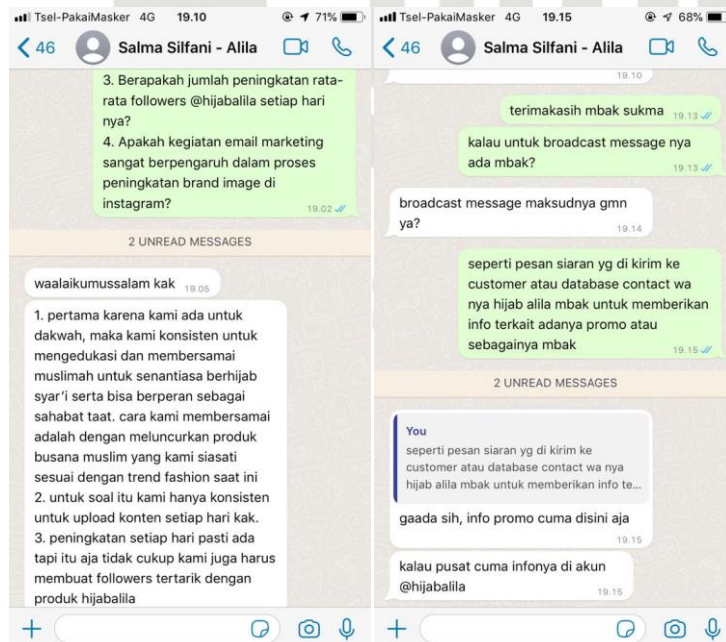 Tsel-PakaiMasker 4G 19.10 71%
46 Salma Silfani - Alila
3. Berapakah jumlah peningkatan rata-
rata followers @hijabalila setiap hari
nya?
4. Apakah kegiatan email marketing
sangat berpengaruh dalam proses
peningkatan brand image di
instagram?
19.02
2 UNREAD MESSAGES
waalaikumussalam kak 19.05
1. pertama karena kami ada untuk
dakwah, maka kami konsisten untuk
mengedukasi dan membersamai
muslimah untuk senantiasa berhijab
syar'i serta bisa berperan sebagai
sahabat taat. cara kami membersamai
adalah dengan meluncurkan produk
busana muslim yang kami siasati
sesuai dengan trend fashion saat ini
2. untuk soal itu kami hanya konsisten
untuk upload konten setiap hari kak.
3. peningkatan setiap hari pasti ada
tapi itu aja tidak cukup kami juga harus
membuat followers tertarik dengan
produk hijabalila
Tsel-PakaiMasker 4G 19.15 68%
46 Salma Silfani - Alila
19.10
terimakasih mbak sukma 19.13
kalau untuk broadcast message nya
ada mbak?
19.13
broadcast message maksudnya gmn
ya?
19.14
seperti pesan siaran yg di kirim ke
customer atau database contact wa
nya hijab alila mbak untuk memberikan
info terkait adanya promo atau
sebagainya mbak
19.15
2 UNREAD MESSAGES
You
seperti pesan siaran yg di kirim ke
customer atau database contact wa nya
hijab alila mbak untuk memberikan info te...
gaada sih, info promo cuma disini aja
19.15
kalau pusat cuma infonya di akun
@hijabalila
19.15